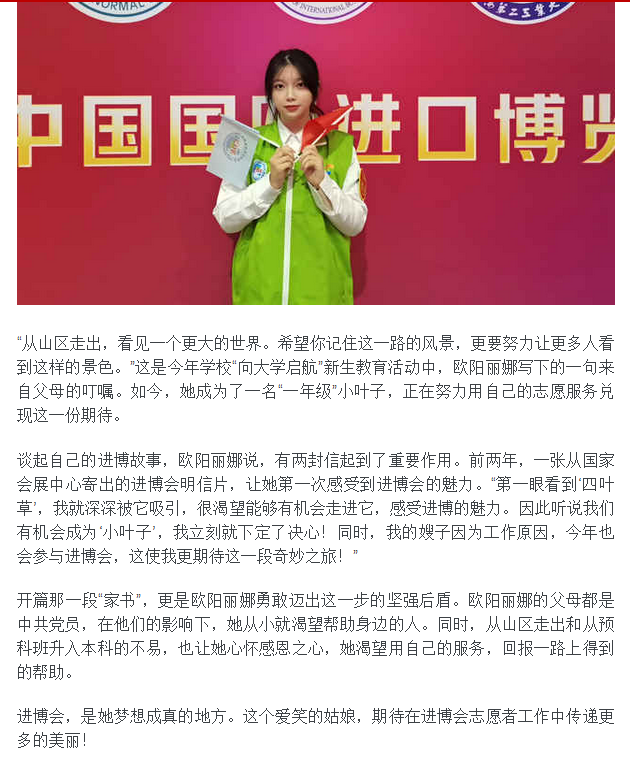 NORMAL
OF INTERNATIONAL
第二工业大
中国国际进口博览
“从山区走出，看见一个更大的世界。希望你记住这一路的风景，更要努力让更多人看
到这样的景色。”这是今年学校“向大学启航”新生教育活动中，欧阳丽娜写下的一句来
自父母的叮嘱。如今，她成为了一名“一年级”小叶子，正在努力用自己的志愿服务兑
现这一份期待。
谈起自己的进博故事，欧阳丽娜说，有两封信起到了重要作用。前两年，一张从国家
会展中心寄出的进博会明信片，让她第一次感受到进博会的魅力。“第一眼看到‘四叶
草’，我就深深被它吸引，很渴望能够有机会走进它，感受进博的魅力。因此听说我们
有机会成为‘小叶子’，我立刻就下定了决心！同时，我的嫂子因为工作原因，今年也
会参与进博会，这使我更期待这一段奇妙之旅！”
开篇那一段“家书”，更是欧阳丽娜勇敢迈出这一步的坚强后盾。欧阳丽娜的父母都是
中共党员，在他们的影响下，她从小就渴望帮助身边的人。同时，从山区走出和从预
科班升入本科的不易，也让她心怀感恩之心，她渴望用自己的服务，回报一路上得到
的帮助。
进博会，是她梦想成真的地方。这个爱笑的姑娘，期待在进博会志愿者工作中传递更
多的美丽！